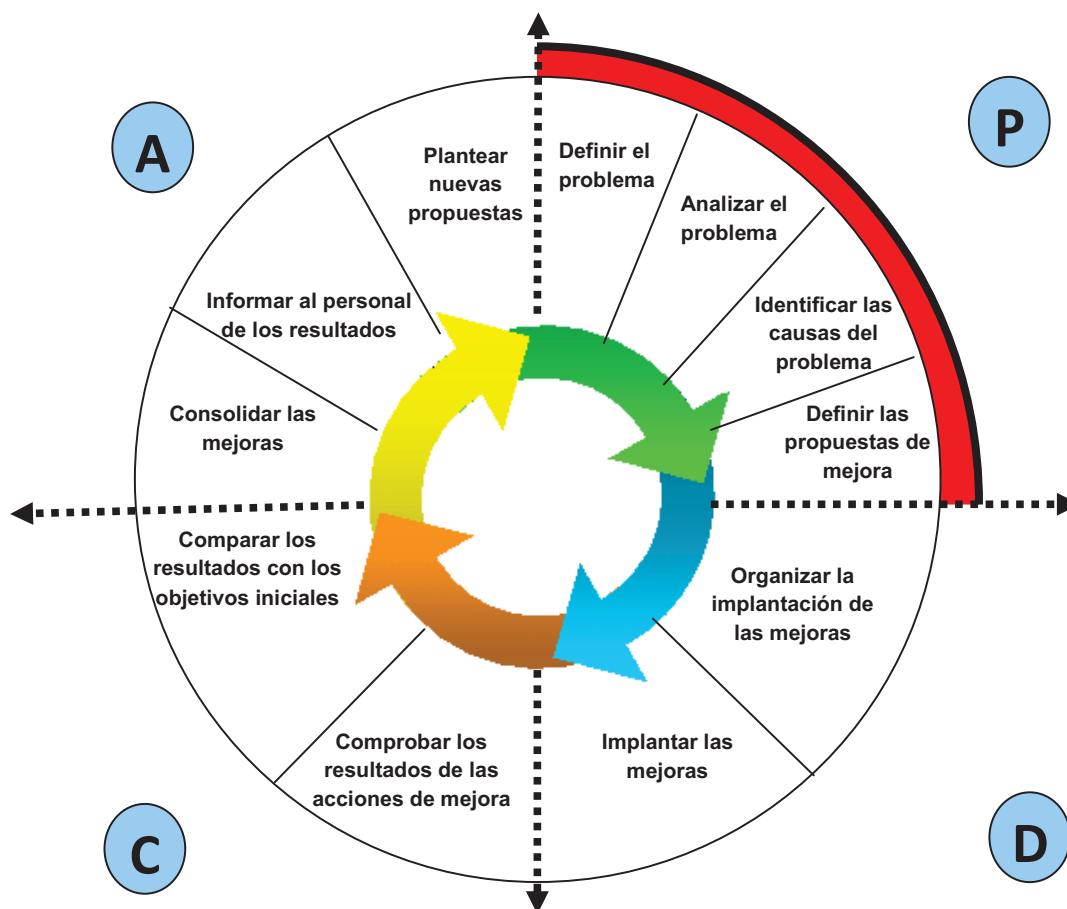 A
P
Plantear
nuevas
propuestas
Definir el
problema
Analizar el
problema
Identificar las
causas del
problema
Definir las
propuestas de
mejora
Informar al personal
de los resultados
Consolidar las
mejoras
Comparar los
resultados con los
objetivos iniciales
Organizar la
implantación de
las mejoras
Comprobar los
resultados de las
acciones de mejora
Implantar las
mejoras
C
D